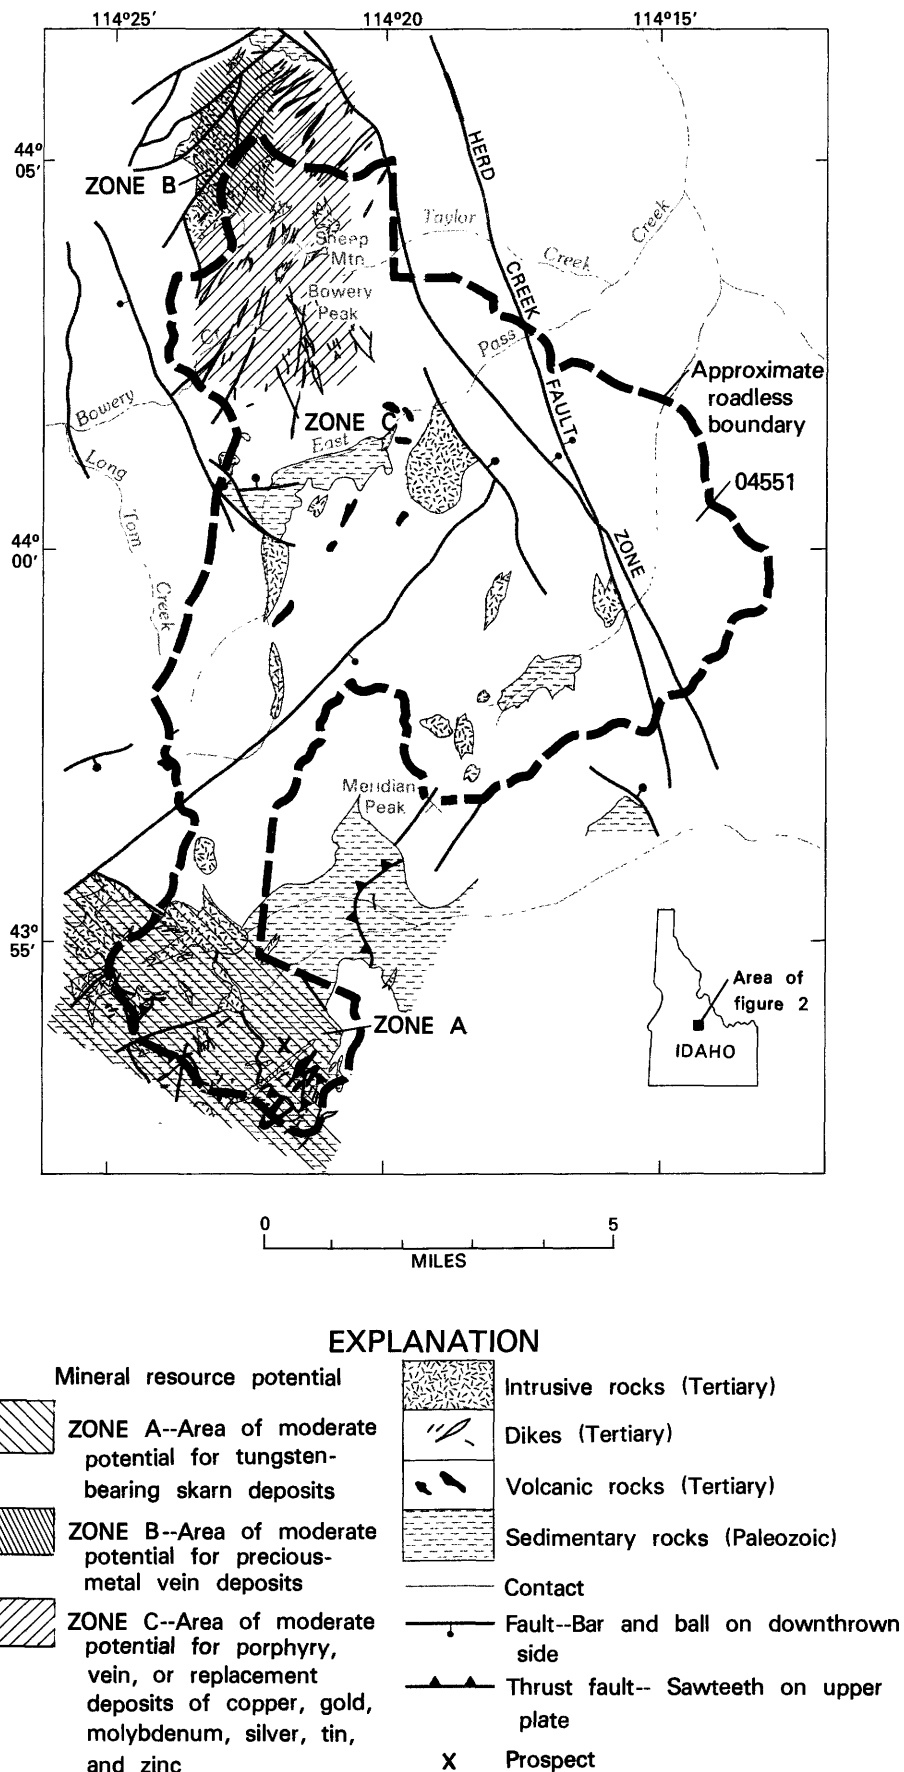 114°25' 114°20' 114°15'
HERD
44°
05'
ZONE B
Taylor
Creek
Creek
Sheep
Mtn
CREEK
Bowery
Peak
Cr
Pass
FAULT
Approximate
roadless
boundary
Bowery
ZONE C
East
Long
04551
Tom
44°
00'
ZONE
Creek
Meridian
Peak
43°
55'
Area of
figure 2
ZONE A
IDAHO
0 5
MILES
EXPLANATION
Mineral resource potential
ZONE A--Area of moderate
potential for tungsten-
bearing skarn deposits
ZONE B--Area of moderate
potential for precious-
metal vein deposits
ZONE C--Area of moderate
potential for porphyry,
vein, or replacement
deposits of copper, gold,
molybdenum, silver, tin,
and zinc
Intrusive rocks (Tertiary)
Dikes (Tertiary)
Volcanic rocks (Tertiary)
Sedimentary rocks (Paleozoic)
Contact
Fault--Bar and ball on downthrown
side
Thrust fault-- Sawteeth on upper
plate
X Prospect